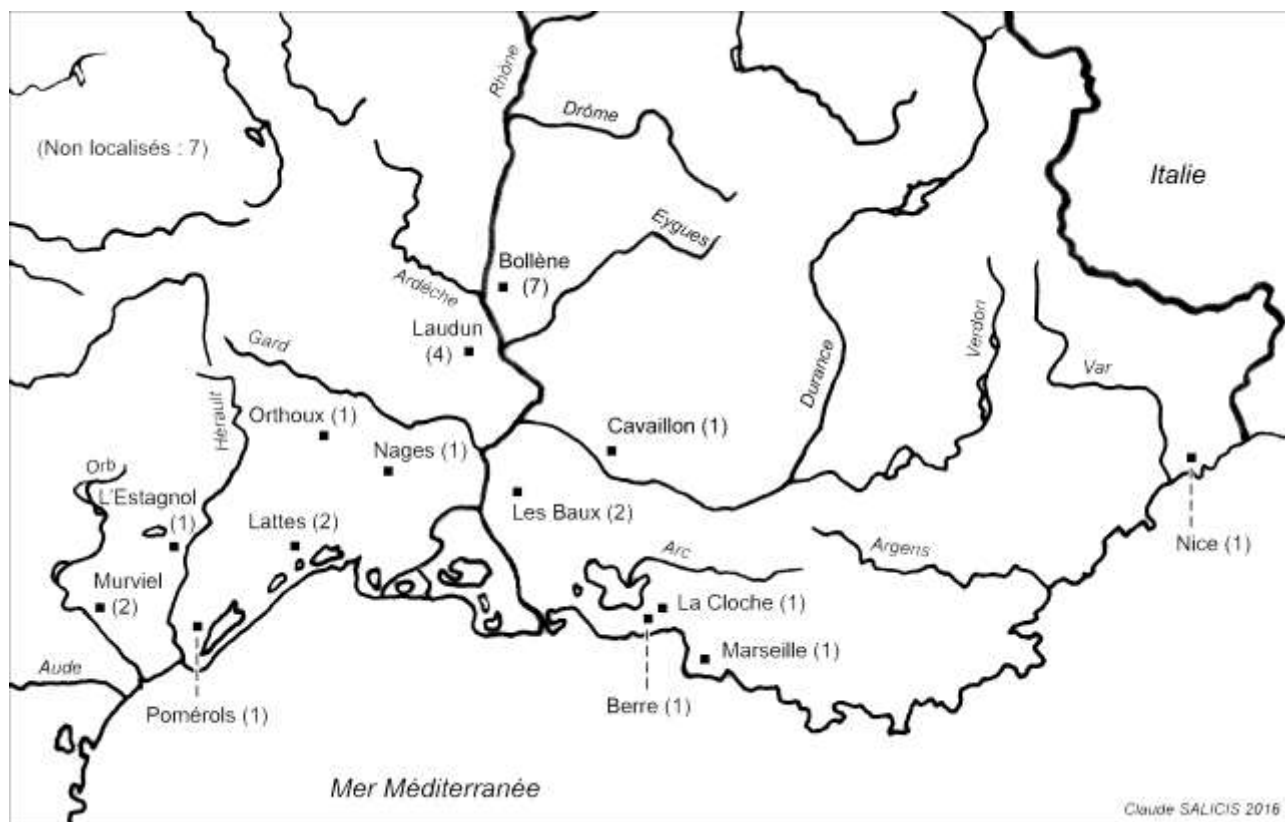 Rhône
Drôme
(Non localisés : 7)
Italie
Eygues
Bollène
(7)
Ardèche
Laudun
(4)
Gard
Durance
Verdon
Var
Hérault
Orthoux (1)
Cavaillon (1)
Nages (1)
Orb
L'Estagnol
(1)
Lattes (2)
Les Baux (2)
Arc
Argens
Nice (1)
Murviel
(2)
La Cloche (1)
Marseille (1)
Aude
Pomérols (1)
Berre (1)
Mer Méditerranée
Claude SALICIS 2016